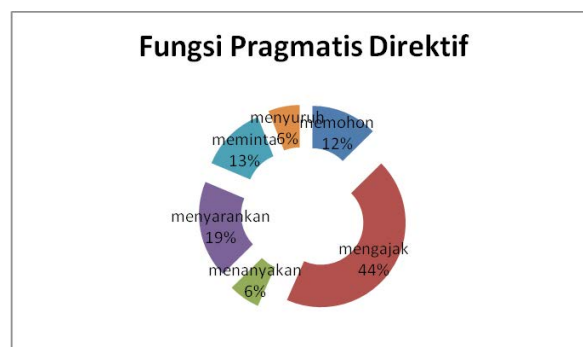 Fungsi Pragmatis Direktif
menyuruh
6%
memohon
12%
meminta
13%
menyarankan
19%
mengajak
44%
menanyakan
6%